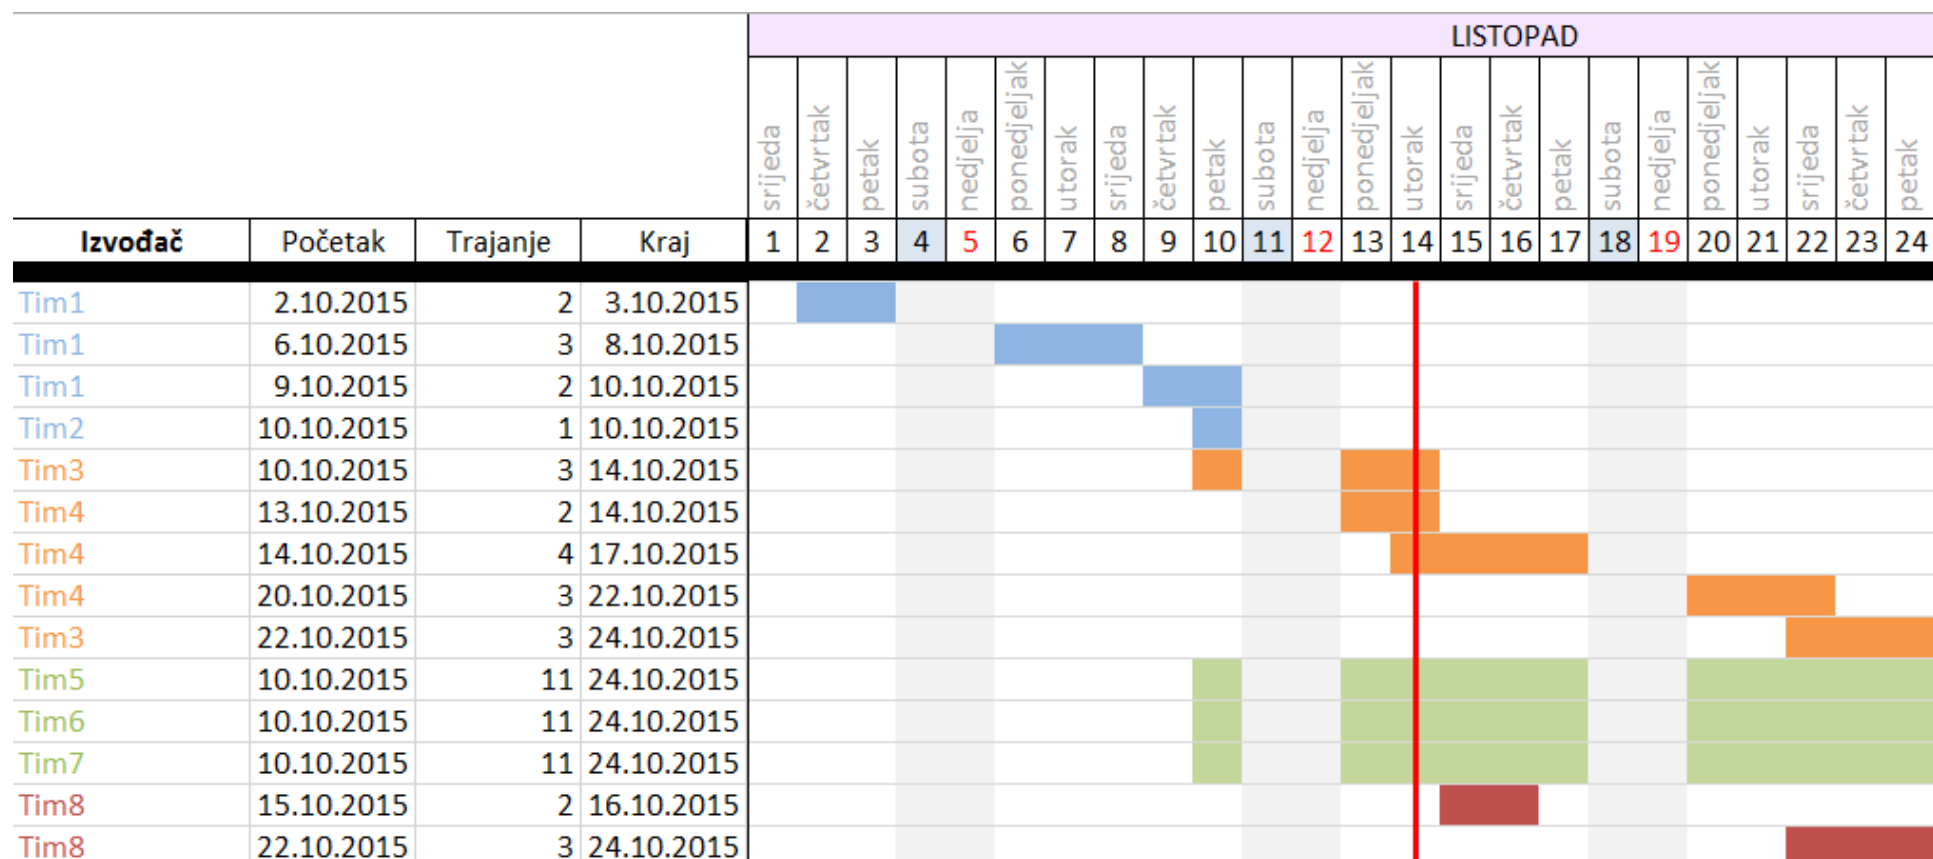 LISTOPAD
srijeda četvrtak petak subota nedjelja ponedjeljak utorak srijeda četvrtak petak subota nedjelja ponedjeljak utorak srijeda četvrtak petak subota nedjelja ponedjeljak utorak srijeda četvrtak petak
Izvođač Početak Trajanje Kraj 1 2 3 4 5 6 7 8 9 10 11 12 13 14 15 16 17 18 19 20 21 22 23 24
Tim1 2.10.2015 2 3.10.2015
Tim1 6.10.2015 3 8.10.2015
Tim1 9.10.2015 2 10.10.2015
Tim2 10.10.2015 1 10.10.2015
Tim3 10.10.2015 3 14.10.2015
Tim4 13.10.2015 2 14.10.2015
Tim4 14.10.2015 4 17.10.2015
Tim4 20.10.2015 3 22.10.2015
Tim3 22.10.2015 3 24.10.2015
Tim5 10.10.2015 11 24.10.2015
Tim6 10.10.2015 11 24.10.2015
Tim7 10.10.2015 11 24.10.2015
Tim8 15.10.2015 2 16.10.2015
Tim8 22.10.2015 3 24.10.2015